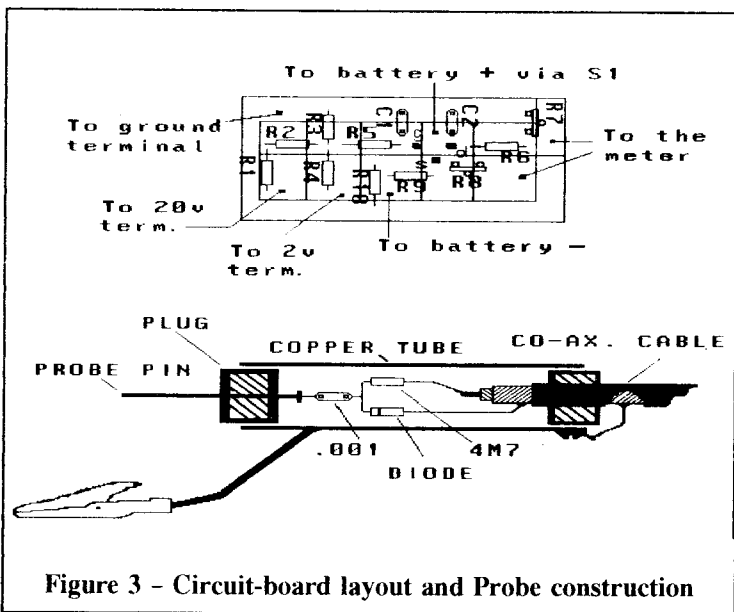 To battery + via S1
To ground
terminal
R1
R2
R3
R4
R5
C1
C2
R6
R7
R8
R9
R10
To the
meter
To 20v
term.
To 2v
term.
To battery –
PLUG
PROBE PIN
COPPER TUBE
CO-AX. CABLE
.001
4M7
DIODE
Figure 3 – Circuit-board layout and Probe construction